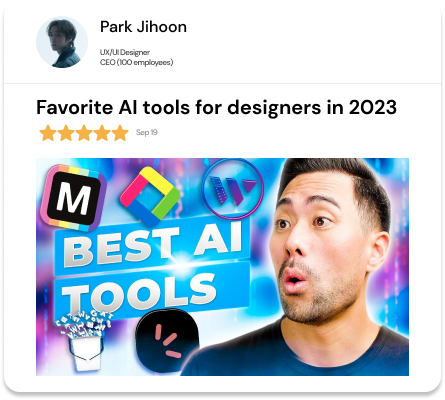 Park Jihoon
UX/UI Designer
CEO (100 employees)
Favorite AI tools for designers in 2023
Sep 19
M
W
BEST AI
TOOLS